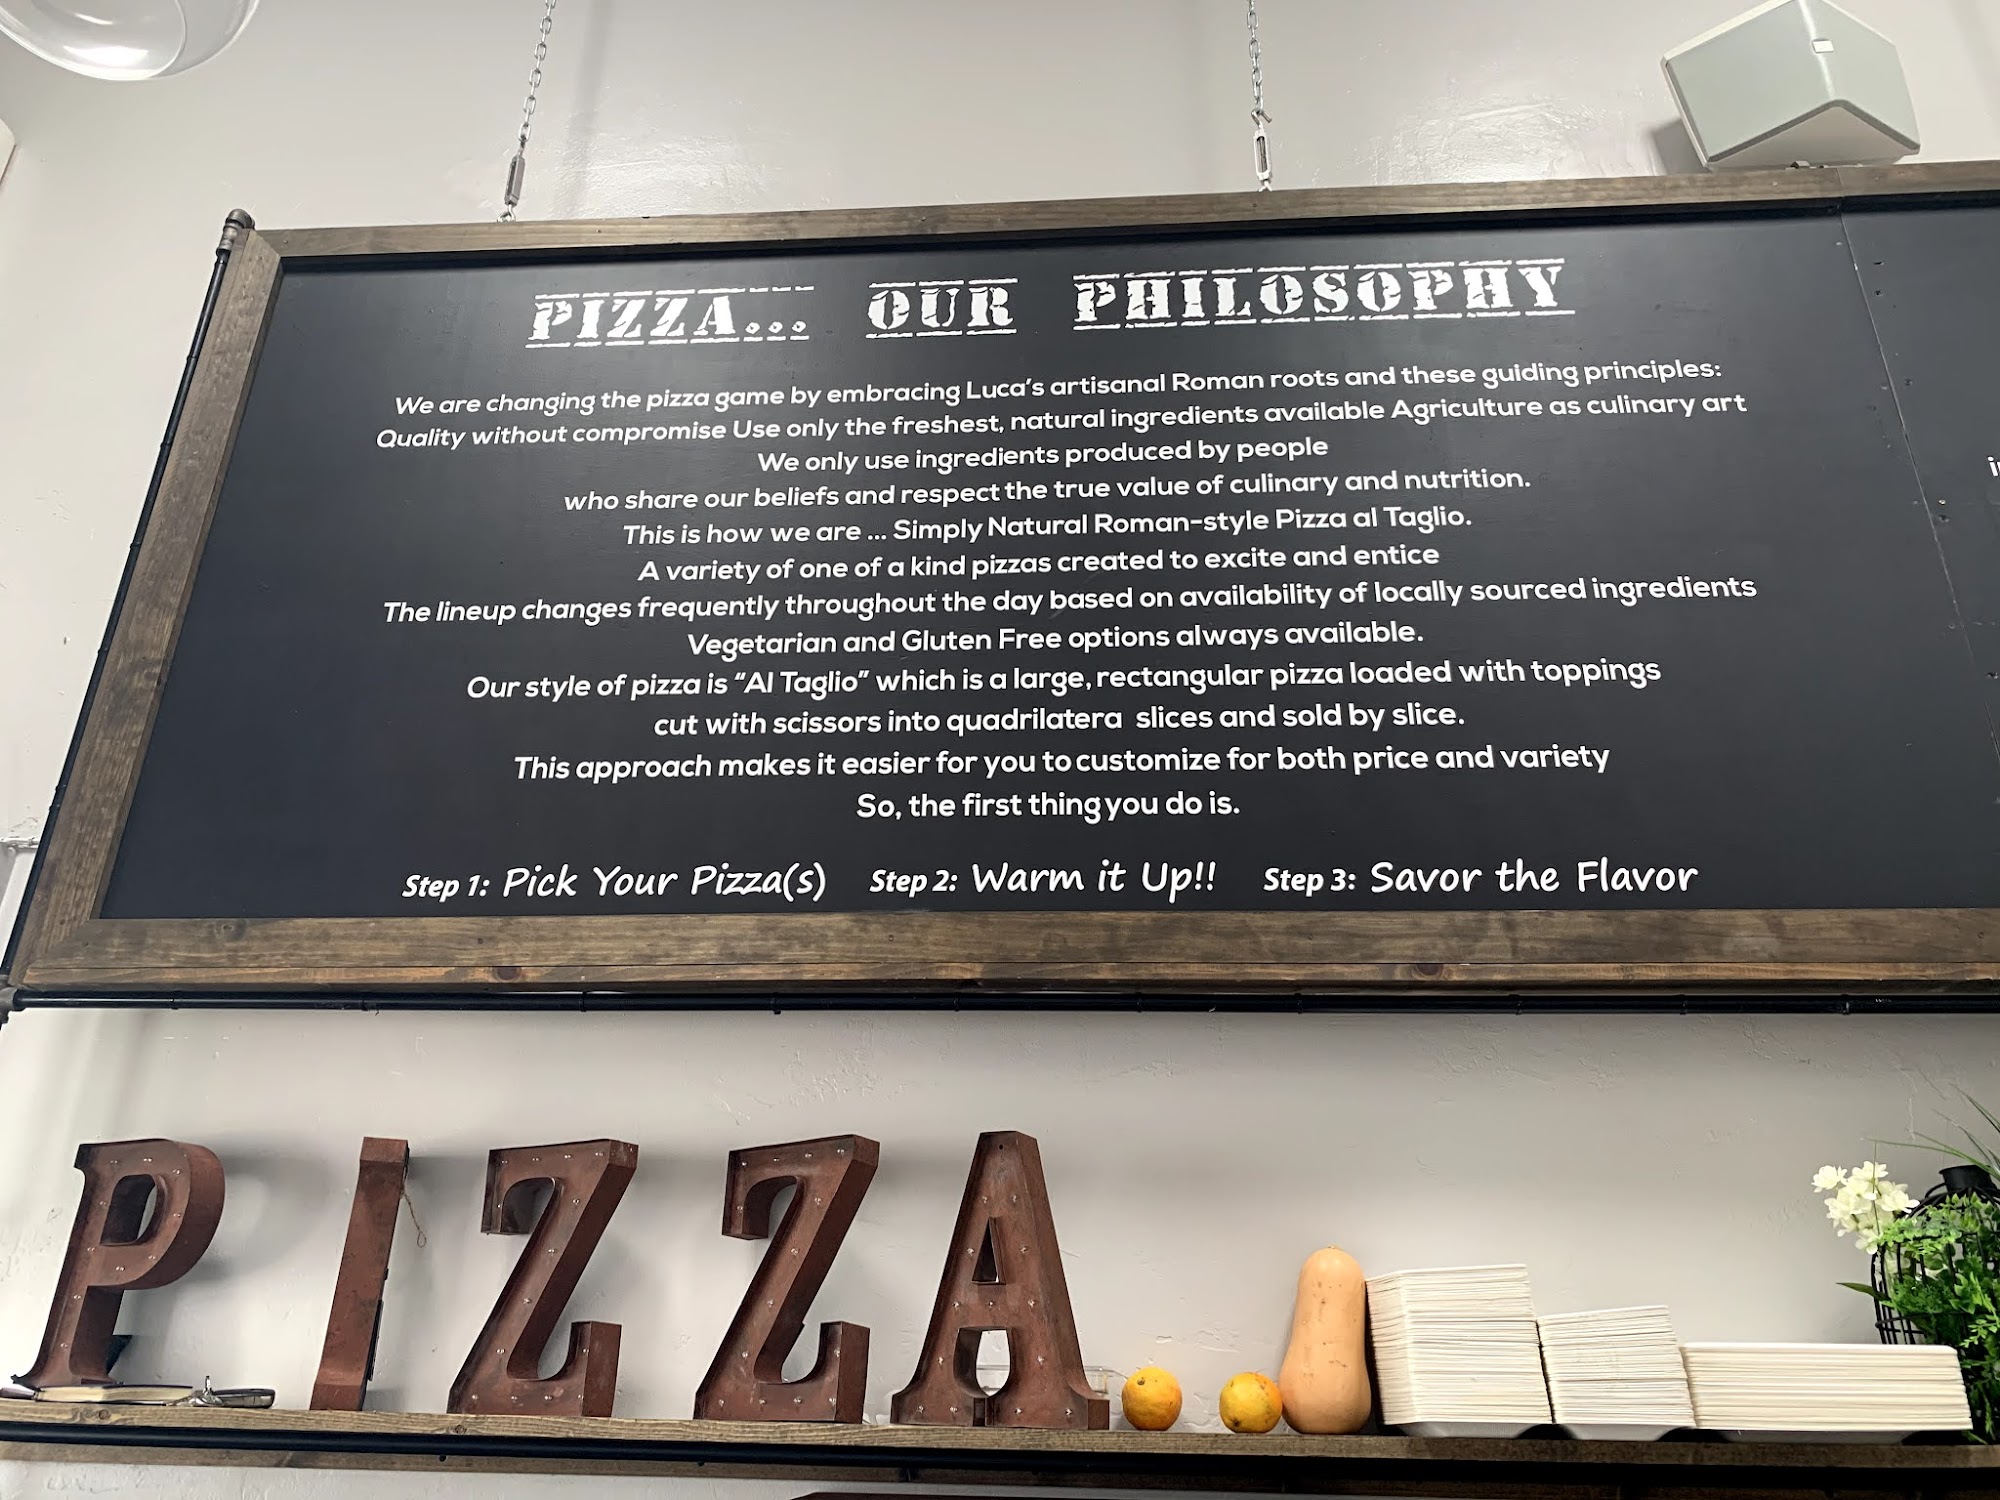 PIZZA... OUR PHILOSOPHY
We are changing the pizza game by embracing Luca's artisanal Roman roots and these guiding principles:
Quality without compromise Use only the freshest, natural ingredients available Agriculture as culinary art
We only use ingredients produced by people
who share our beliefs and respect the true value of culinary and nutrition.
This is how we are ... Simply Natural Roman-style Pizza al Taglio.
A variety of one of a kind pizzas created to excite and entice
The lineup changes frequently throughout the day based on availability of locally sourced ingredients
Vegetarian and Gluten Free options always available.
Our style of pizza is “Al Taglio” which is a large, rectangular pizza loaded with toppings
cut with scissors into quadrilatera slices and sold by slice.
This approach makes it easier for you to customize for both price and variety
So, the first thing you do is.
Step 1: Pick Your Pizza(s) Step 2: Warm it Up!! Step 3: Savor the Flavor
PIZZA